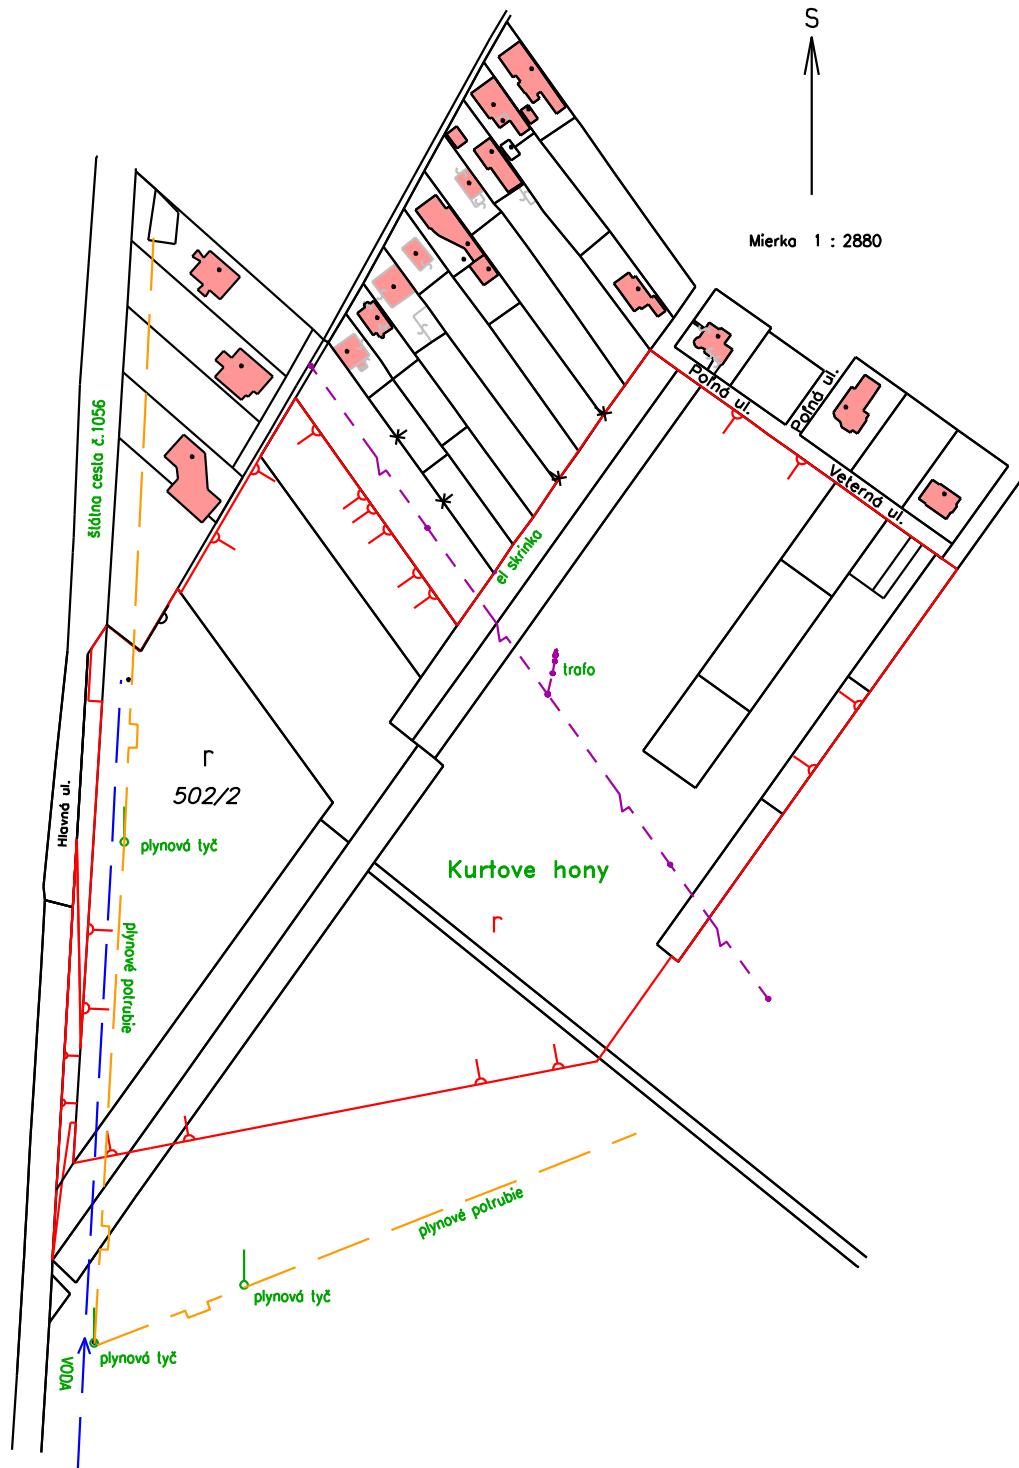 S
Mierka 1 : 2880
Poľná ul.
Poľná ul.
Veterná ul.
štátna cesta č.1056
el skrinka
trafo
r
502/2
Hlavná ul.
plynová tyč
Kurtove hony
r
plynové potrubie
plynové potrubie
plynová tyč
plynová tyč
VODA